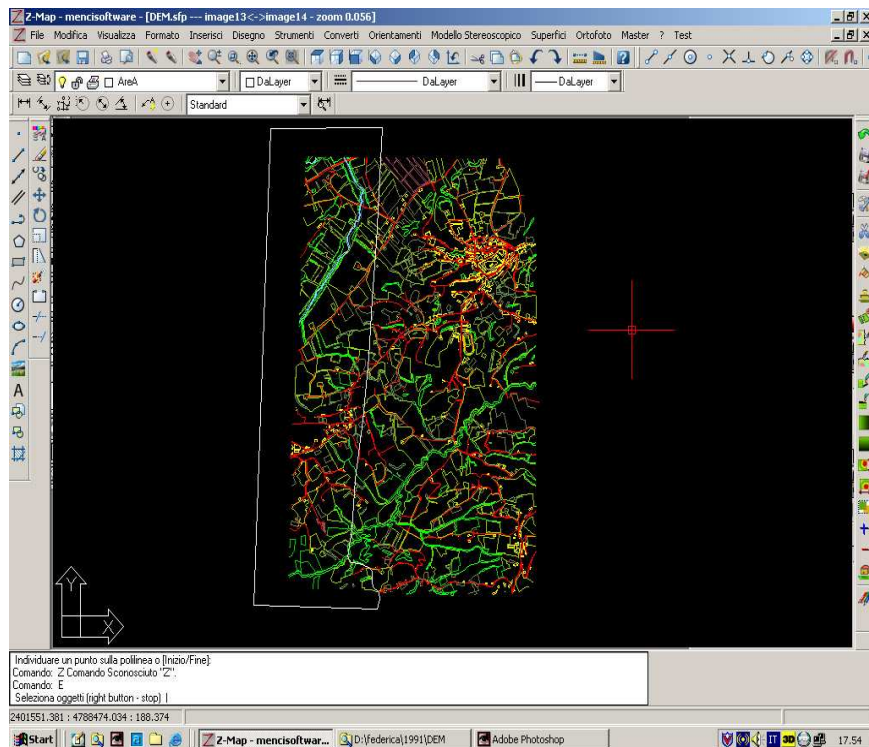 Z-Map - mencisoftware - [DEM.sfp --- image13<->image14 - zoom 0.056]
File Modifica Visualizza Formato Inserisci Disegno Strumenti Converti Orientamenti Modello Stereoscopico Superfici Ortofoto Master ? Test
AreA DaLayer DaLayer DaLayer
Standard
A
Y
X
Individuare un punto sulla polilinea o [Inizio/Fine]:
Comando: Z Comando Sconosciuto "Z".
Comando: E
Seleziona oggetti (right button - stop)
2401551.381 : 4788474.034 : 188.374
Start Z-Map - mencisoftwar... D:\federica\1991\DEM Adobe Photoshop IT 3D 17.54